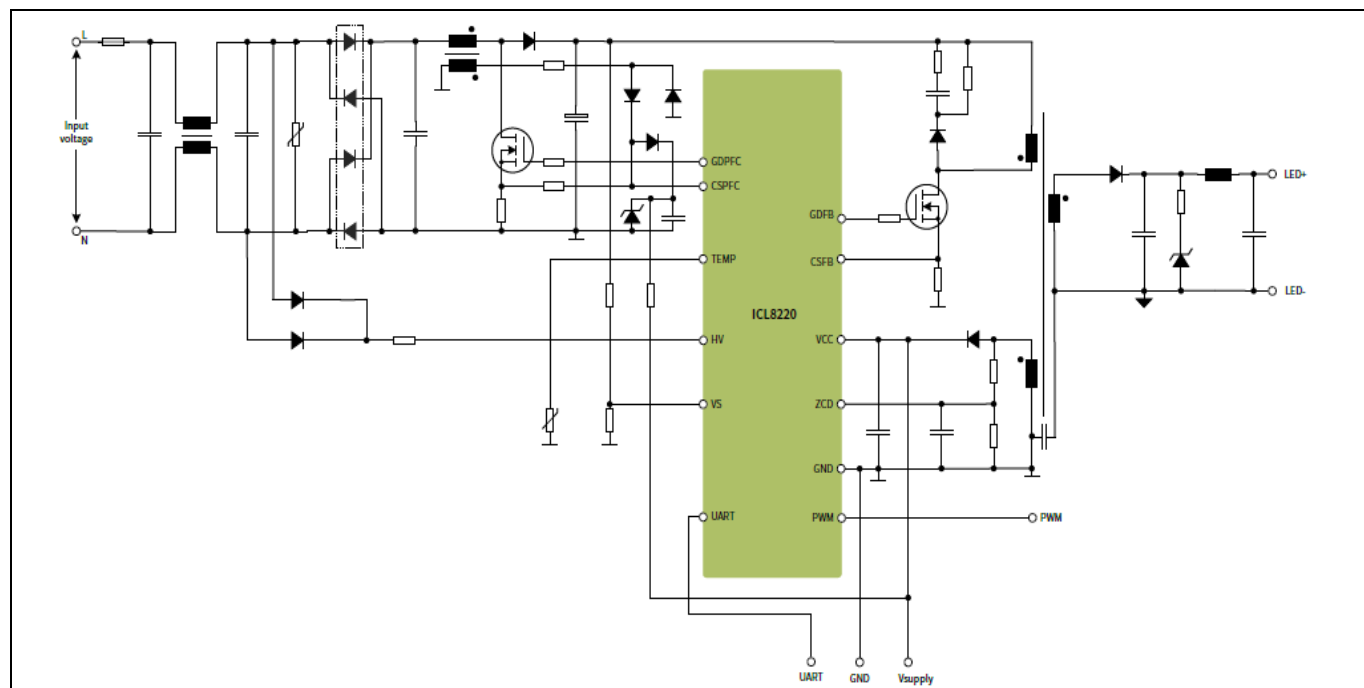 L
Input
voltage
N
GDPFC
CSPFC
TEMP
HV
VS
UART
ICL8220
GDFB
CSFB
VCC
ZCD
GND
PWM
PWM
LED+
LED-
UART
GND
Vsupply